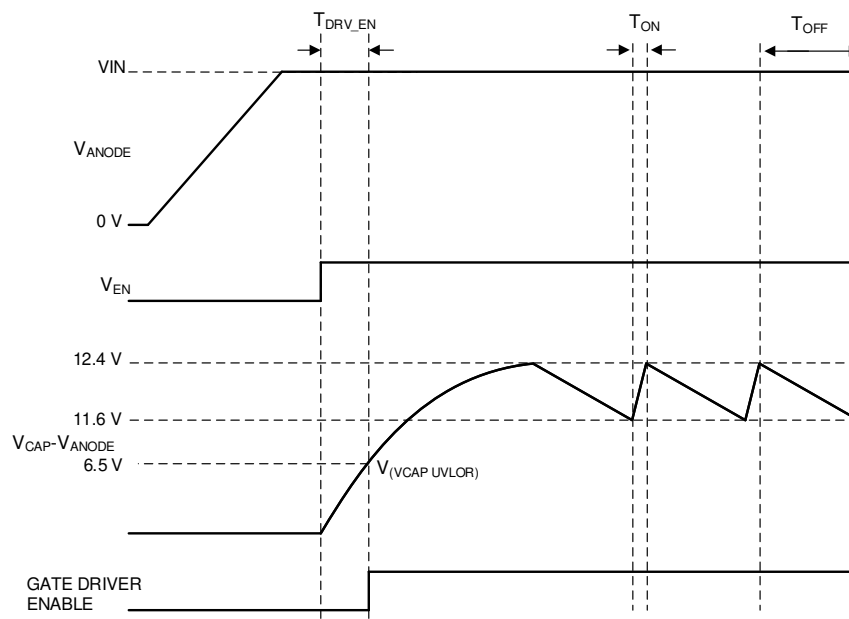 T_DRV_EN
T_ON
T_OFF
VIN
V_ANODE
0 V
V_EN
12.4 V
11.6 V
V_CAP-V_ANODE
6.5 V
V_(VCAP UVLOR)
GATE DRIVER
ENABLE